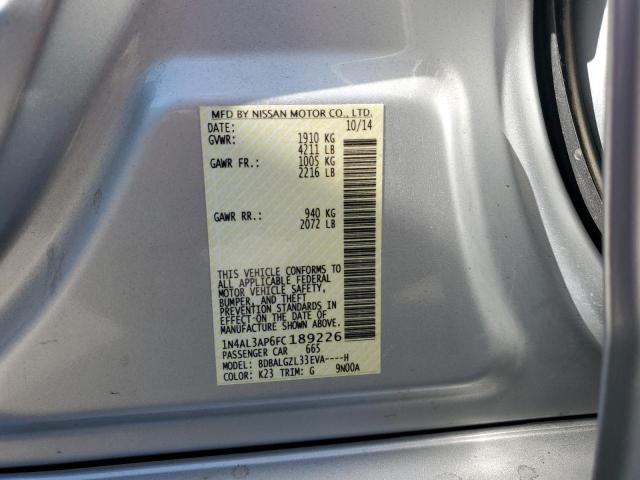 MFD BY NISSAN MOTOR CO., LTD.
DATE: 10/14
GVWR: 1910 KG
4211 LB
GAWR FR.: 1005 KG
2216 LB
GAWR RR.: 940 KG
2072 LB
THIS VEHICLE CONFORMS TO
ALL APPLICABLE FEDERAL
MOTOR VEHICLE SAFETY,
BUMPER, AND THEFT
PREVENTION STANDARDS IN
EFFECT ON THE DATE OF
MANUFACTURE SHOWN ABOVE.
1N4AL3AP6FC189226
PASSENGER CAR 665
MODEL: BDBALGZL33EVA----H
COLOR: K23 TRIM: G 9N00A